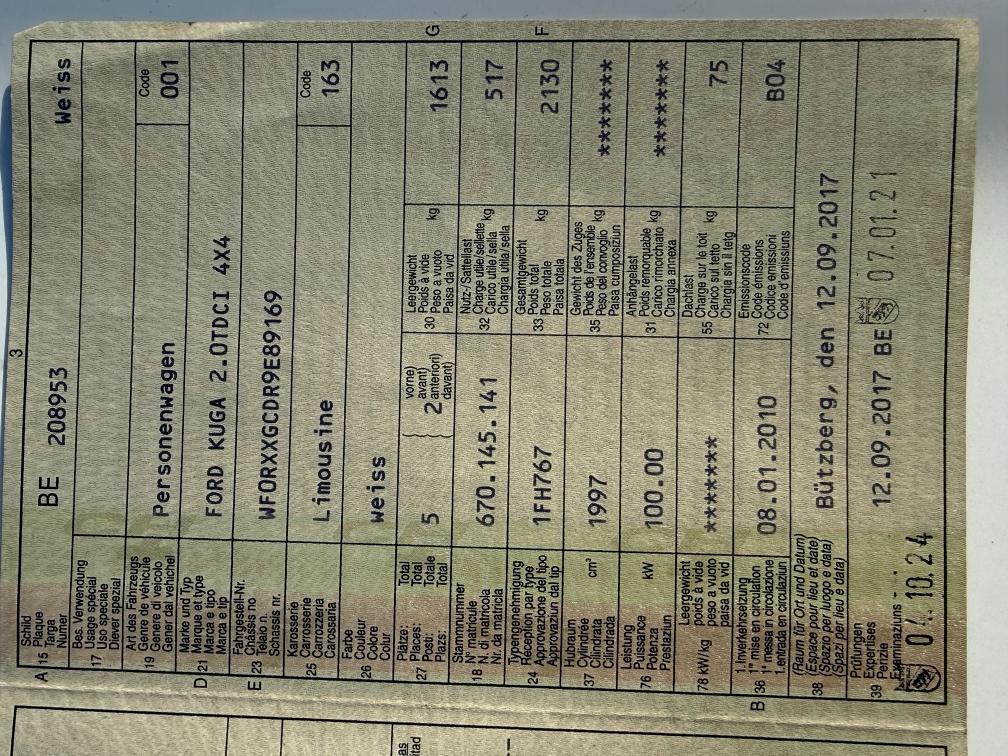 3
A 15 Schild
Plaque
Targa
Numer
BE 208953 Weiss
17 Bes. Verwendung
Usage spécial
Uso speciale
Diever spezial
19 Art des Fahrzeugs
Genre de véhicule
Genere di veicolo
Gener dal vehichel
Personenwagen
Code
001
D 21 Marke und Typ
Marque et type
Marca e tipo
Marca e tip
FORD KUGA 2.0TDCI 4X4
E 23 Fahrgestell-Nr.
Châssis no
Telaio n.
Schassis nr.
WF0RXXGCDR9E89169
25 Karosserie
Carrosserie
Carrozzeria
Carossaria
Limousine
Code
163
26 Farbe
Couleur
Colore
Colur
weiss
27 Plätze: Total
Places: Total
Posti: Totale
Plazs: Total
5
2 vorne)
avant)
anteriori)
davant)
30 Leergewicht
Poids à vide
Peso a vuoto
Paisa da vid
kg
1613 G
18 Stammnummer
N° matricule
N. di matricola
Nr. da matricla
670.145.141
32 Nutz-/Sattellast
Charge utile/sellette
Carico utile/sella kg
Chargia utila/sella
517
24 Typengenehmigung
Réception par type
Approvazione del tipo
Approvaziun dal tip
1FH767
33 Gesamtgewicht
Poids total
Peso totale
Paisa totala
kg
2130 F
37 Hubraum
Cylindrée
Cilindrata
Cilindrada
cm³
1997
35 Gewicht des Zuges
Poids de l'ensemble
Peso del convoglio
Paisa cumposiziun
kg
*******
76 Leistung
Puissance
Potenza
Prestaziun
kW
100.00
31 Anhängelast
Poids remorquable
Carico rimorchiato
Chargia annexa
kg
*******
78 kW/kg Leergewicht
poids à vide
peso a vuoto
paisa da vid
*******
55 Dachlast
Charge sur le toit
Carico sul tetto
Chargia sin il tetg
kg
75
B 36 1. Inverkehrsetzung
1re mise en circulation
1a messa in circolazione
1. entrada en circulaziun
08.01.2010
72 Emissionscode
Code émissions
Codice emissioni
Code d'emissiuns
B04
38 (Raum für Ort und Datum)
(Espace pour lieu et date)
(Spazio per luogo e data)
(Spazi per lieu e data)
Bützberg, den 12.09.2017
39 Prüfungen
Expertises
Perizie
Examinaziuns
12.09.2017 BE 07.01.21
04.10.24